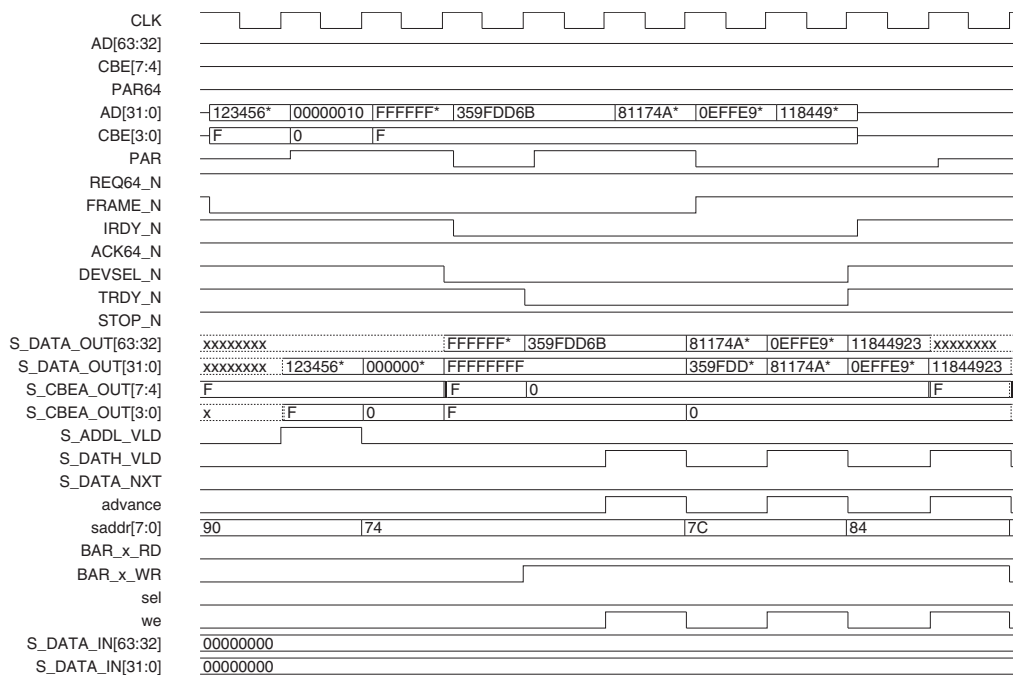 CLK
AD[63:32]
CBE[7:4]
PAR64
AD[31:0] 123456* 00000010 FFFFFF* 359FDD6B 81174A* 0EFFE9* 118449*
CBE[3:0] F 0 F
PAR
REQ64_N
FRAME_N
IRDY_N
ACK64_N
DEVSEL_N
TRDY_N
STOP_N
S_DATA_OUT[63:32] xxxxxxxx FFFFFF* 359FDD6B 81174A* 0EFFE9* 11844923 xxxxxxxx
S_DATA_OUT[31:0] xxxxxxxx 123456* 000000* FFFFFFFF 359FDD* 81174A* 0EFFE9* 11844923
S_CBEA_OUT[7:4] F F 0 F
S_CBEA_OUT[3:0] x F 0 F 0
S_ADDL_VLD
S_DATH_VLD
S_DATA_NXT
advance
saddr[7:0] 90 74 7C 84
BAR_x_RD
BAR_x_WR
sel
we
S_DATA_IN[63:32] 00000000
S_DATA_IN[31:0] 00000000